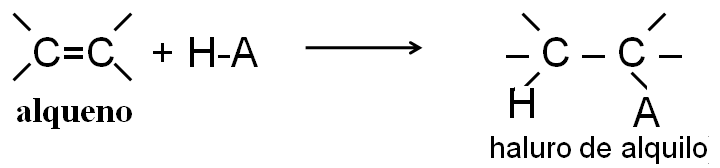 C=C + H-A
C - C
H
A
alqueno
haluro de alquilo